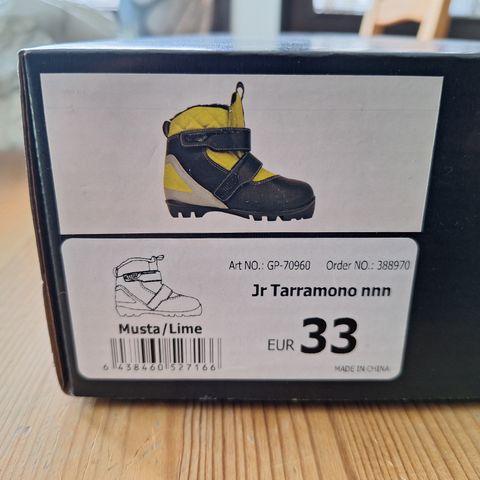 Art NO.: GP-70960 Order NO.: 388970
Jr Tarramono nnn
Musta/Lime
EUR 33
6 438460 527166
MADE IN CHINA